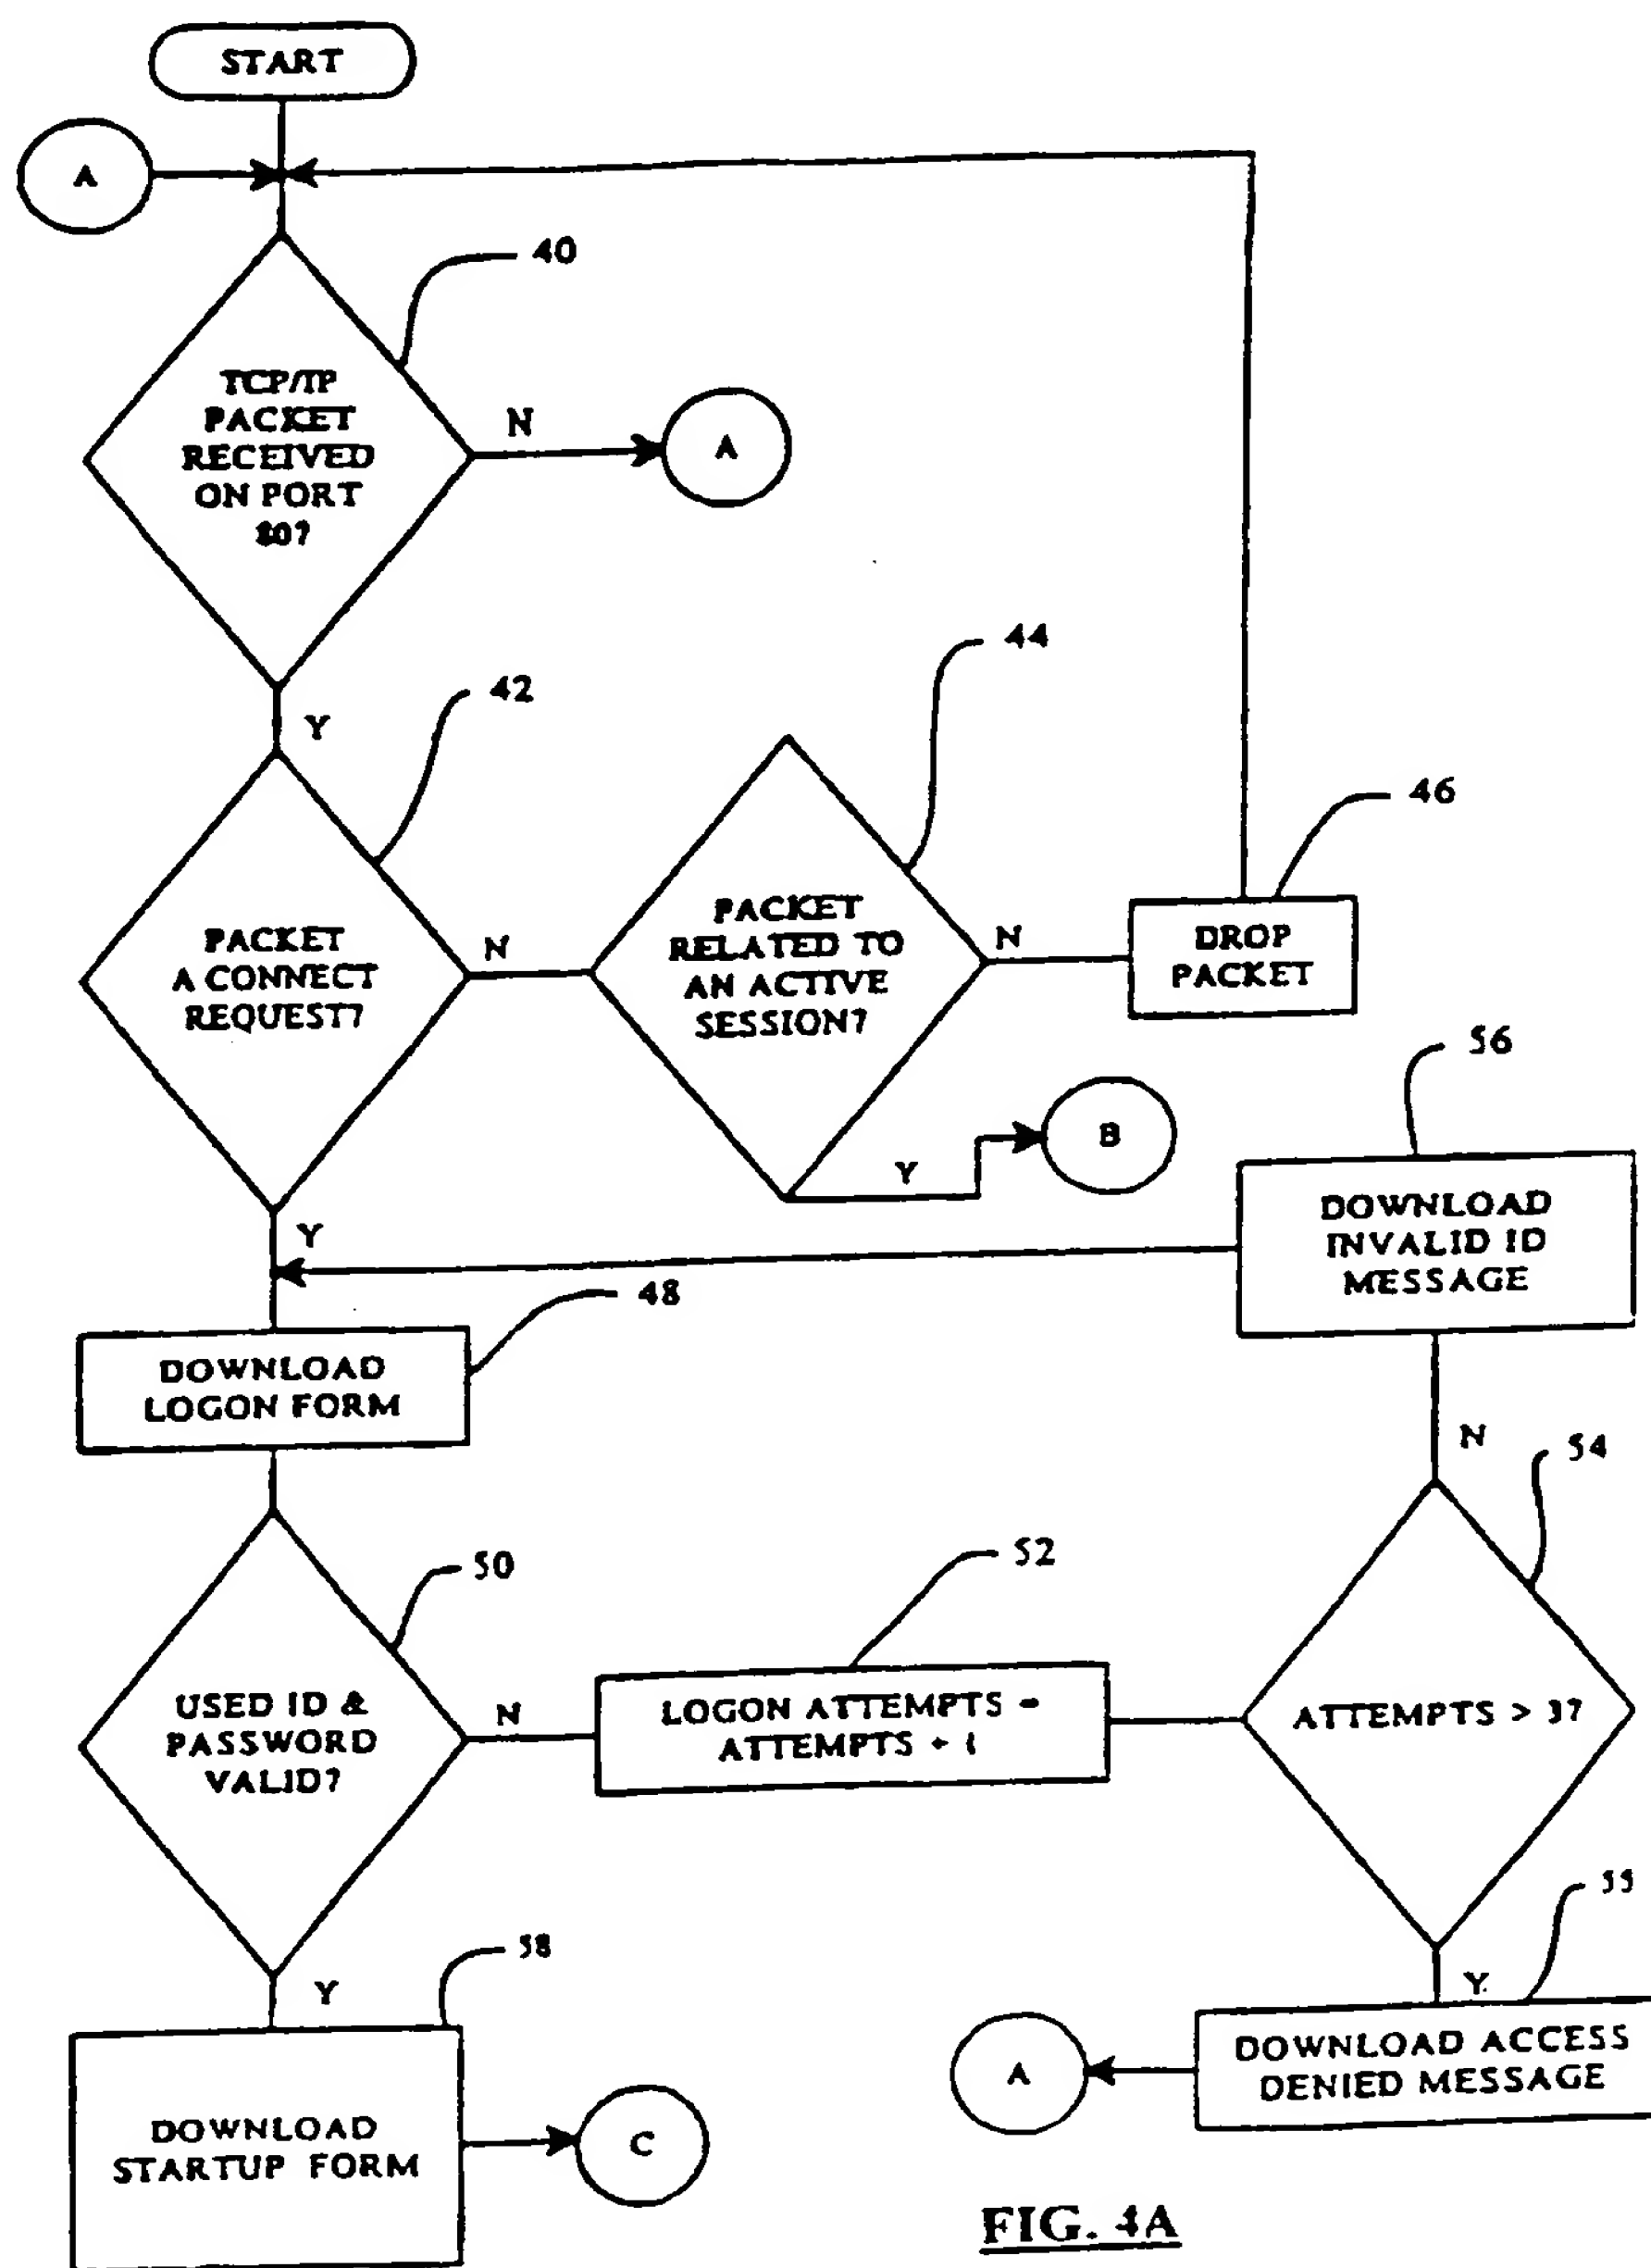 START
A
40
TCP/IP
PACKET
RECEIVED
ON PORT
80?
N
A
Y
42
44
46
PACKET
A CONNECT
REQUEST?
N
PACKET
RELATED TO
AN ACTIVE
SESSION?
N
DROP
PACKET
Y
B
56
DOWNLOAD
INVALID ID
MESSAGE
Y
48
DOWNLOAD
LOGON FORM
N
54
50
52
USED ID &
PASSWORD
VALID?
N
LOGON ATTEMPTS =
ATTEMPTS + 1
ATTEMPTS > 3?
55
Y
58
Y
DOWNLOAD ACCESS
DENIED MESSAGE
A
DOWNLOAD
STARTUP FORM
C
FIG. 4A